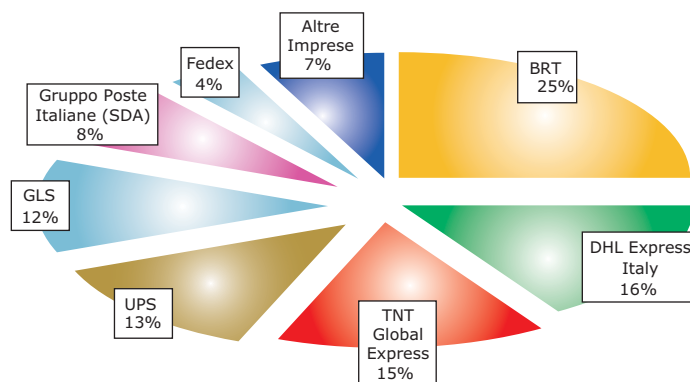 Altre
Imprese
7%
BRT
25%
Fedex
4%
Gruppo Poste
Italiane (SDA)
8%
GLS
12%
DHL Express
Italy
16%
UPS
13%
TNT
Global
Express
15%